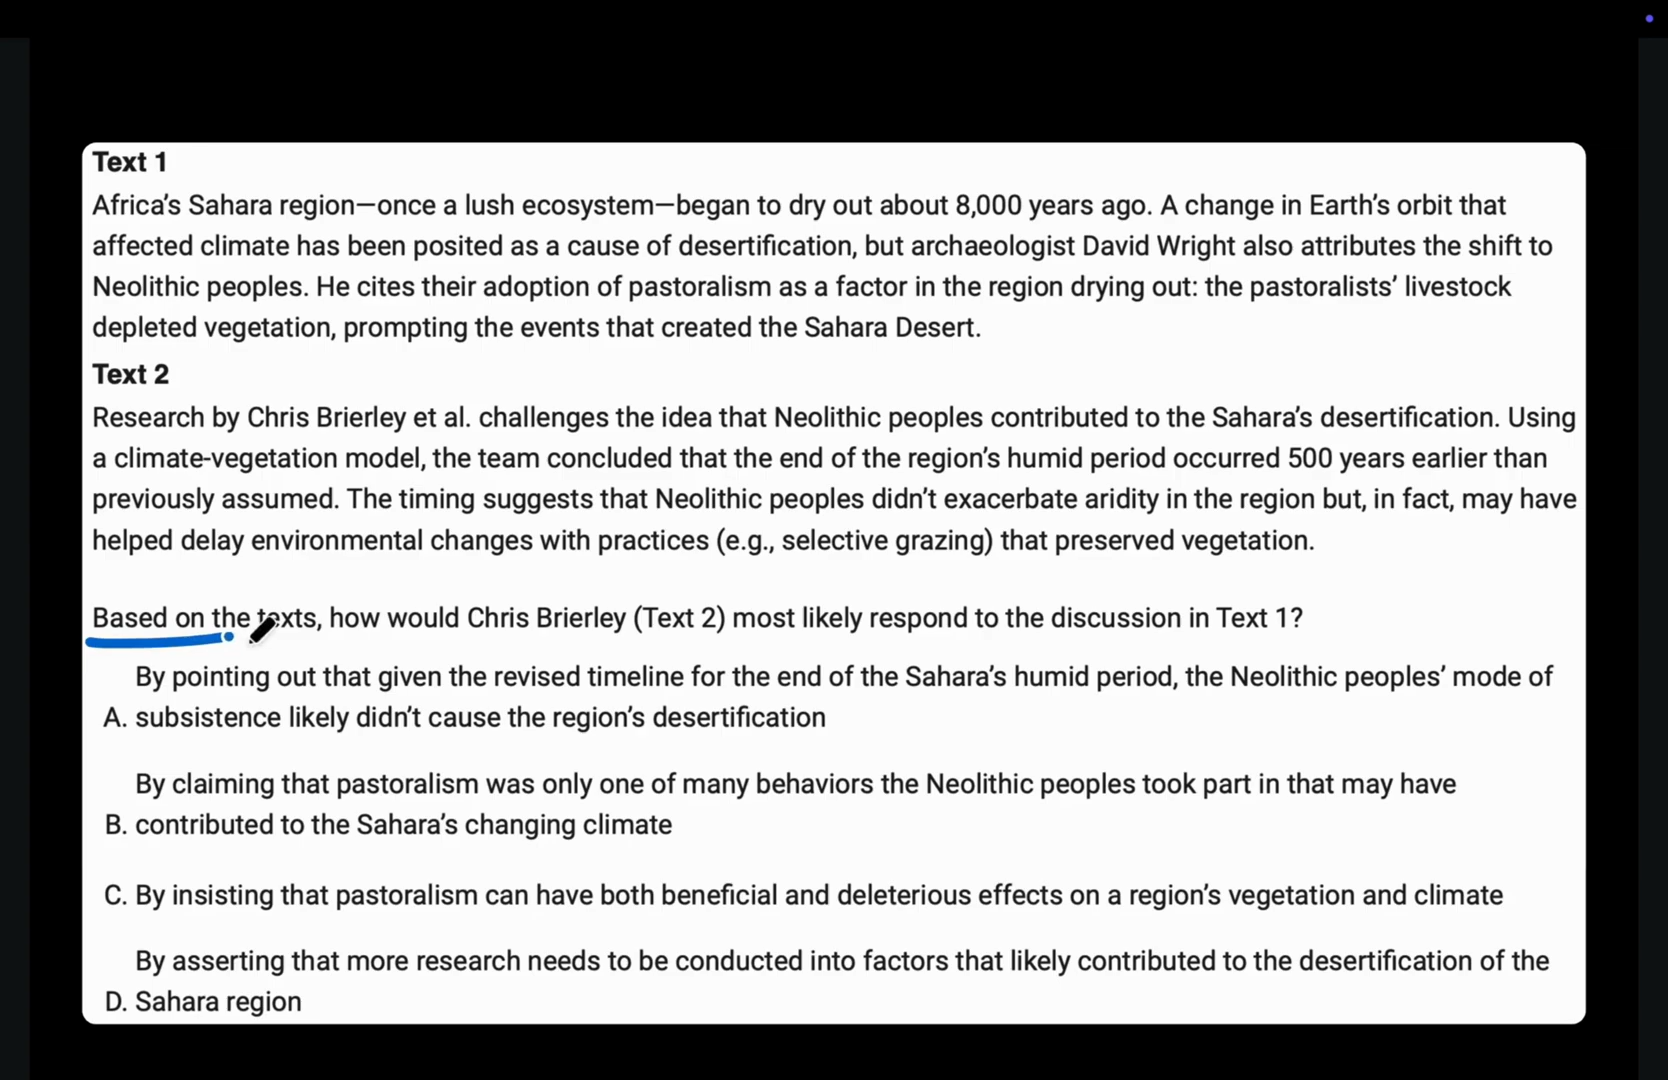 Text 1
Africa’s Sahara region—once a lush ecosystem—began to dry out about 8,000 years ago. A change in Earth’s orbit that
affected climate has been posited as a cause of desertification, but archaeologist David Wright also attributes the shift to
Neolithic peoples. He cites their adoption of pastoralism as a factor in the region drying out: the pastoralists’ livestock
depleted vegetation, prompting the events that created the Sahara Desert.
Text 2
Research by Chris Brierley et al. challenges the idea that Neolithic peoples contributed to the Sahara’s desertification. Using
a climate-vegetation model, the team concluded that the end of the region’s humid period occurred 500 years earlier than
previously assumed. The timing suggests that Neolithic peoples didn’t exacerbate aridity in the region but, in fact, may have
helped delay environmental changes with practices (e.g., selective grazing) that preserved vegetation.
Based on the texts, how would Chris Brierley (Text 2) most likely respond to the discussion in Text 1?
By pointing out that given the revised timeline for the end of the Sahara’s humid period, the Neolithic peoples’ mode of
A. subsistence likely didn’t cause the region’s desertification
By claiming that pastoralism was only one of many behaviors the Neolithic peoples took part in that may have
B. contributed to the Sahara’s changing climate
C. By insisting that pastoralism can have both beneficial and deleterious effects on a region’s vegetation and climate
By asserting that more research needs to be conducted into factors that likely contributed to the desertification of the
D. Sahara region